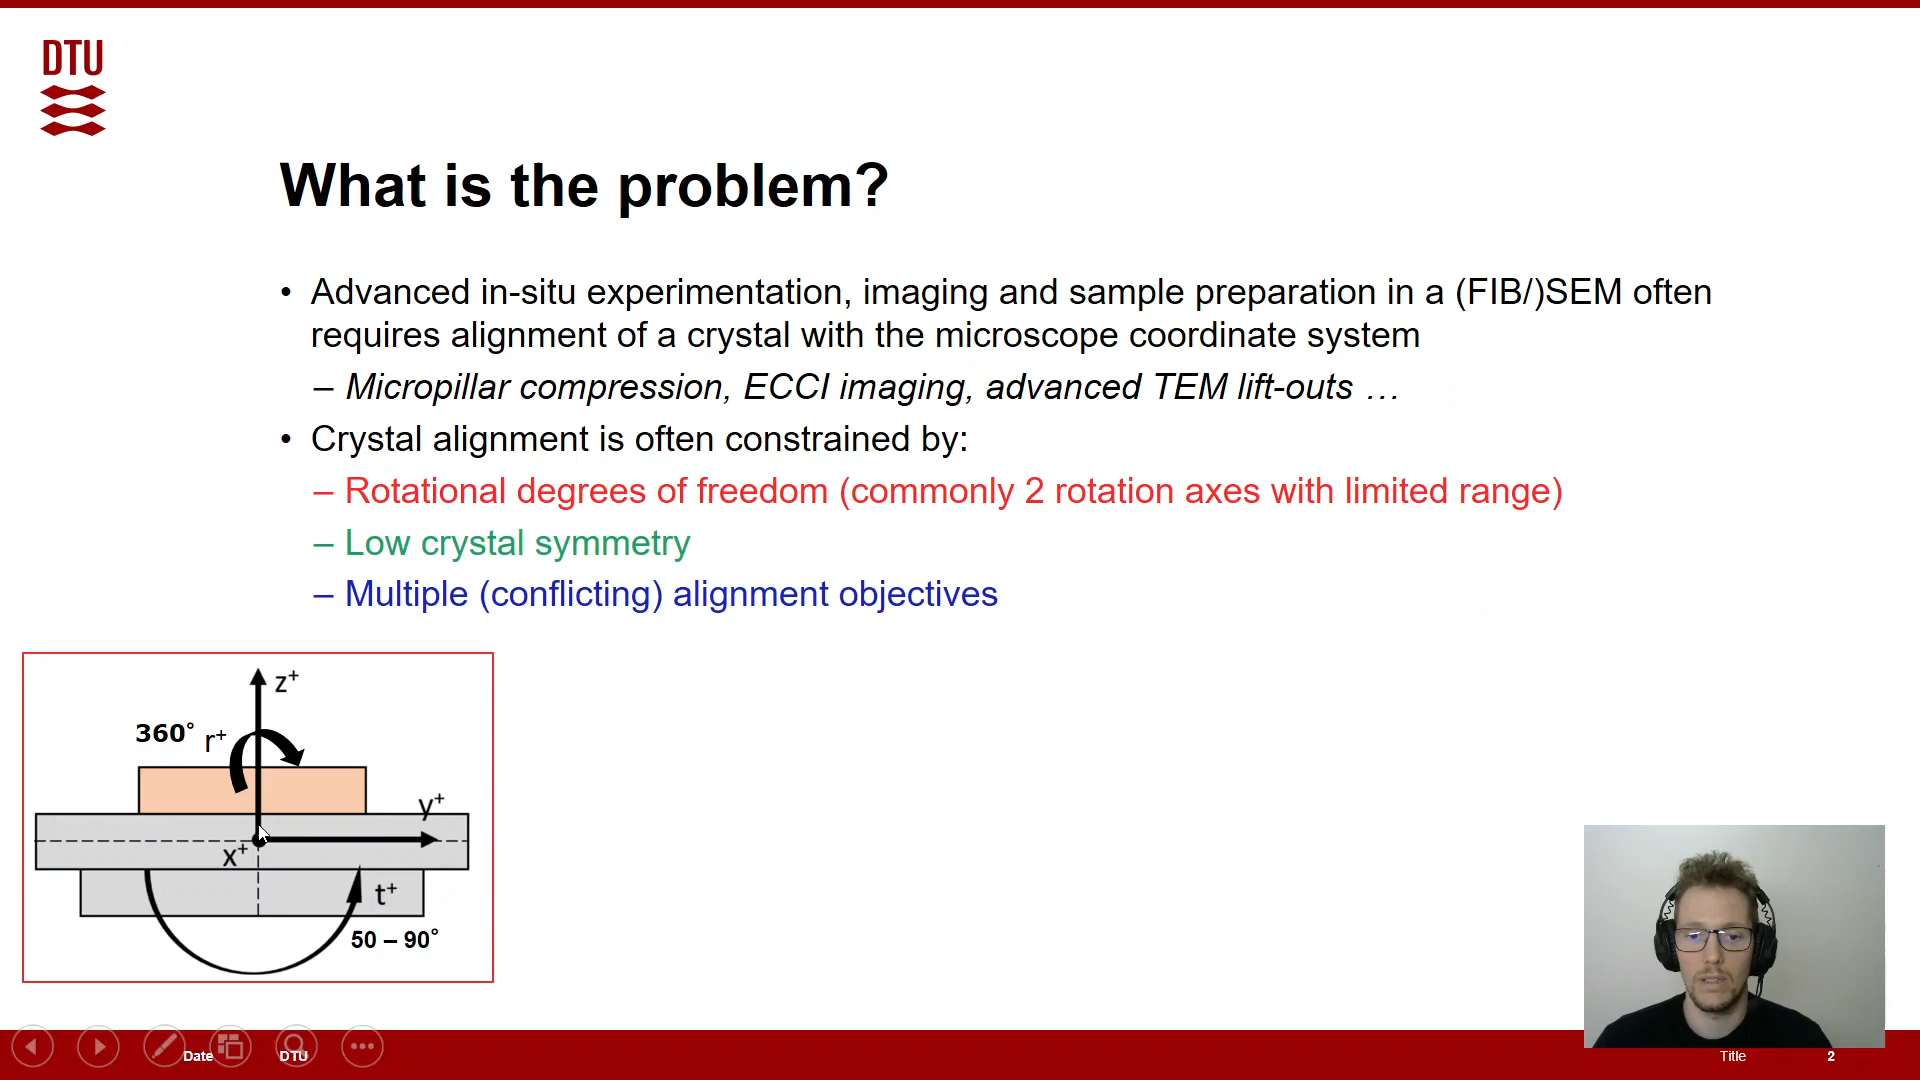 DTU
What is the problem?
• Advanced in-situ experimentation, imaging and sample preparation in a (FIB/)SEM often
requires alignment of a crystal with the microscope coordinate system
– Micropillar compression, ECCI imaging, advanced TEM lift-outs …
• Crystal alignment is often constrained by:
– Rotational degrees of freedom (commonly 2 rotation axes with limited range)
– Low crystal symmetry
– Multiple (conflicting) alignment objectives
z⁺
360° r⁺
y⁺
x⁺
t⁺
50 – 90°
Date DTU Title 2